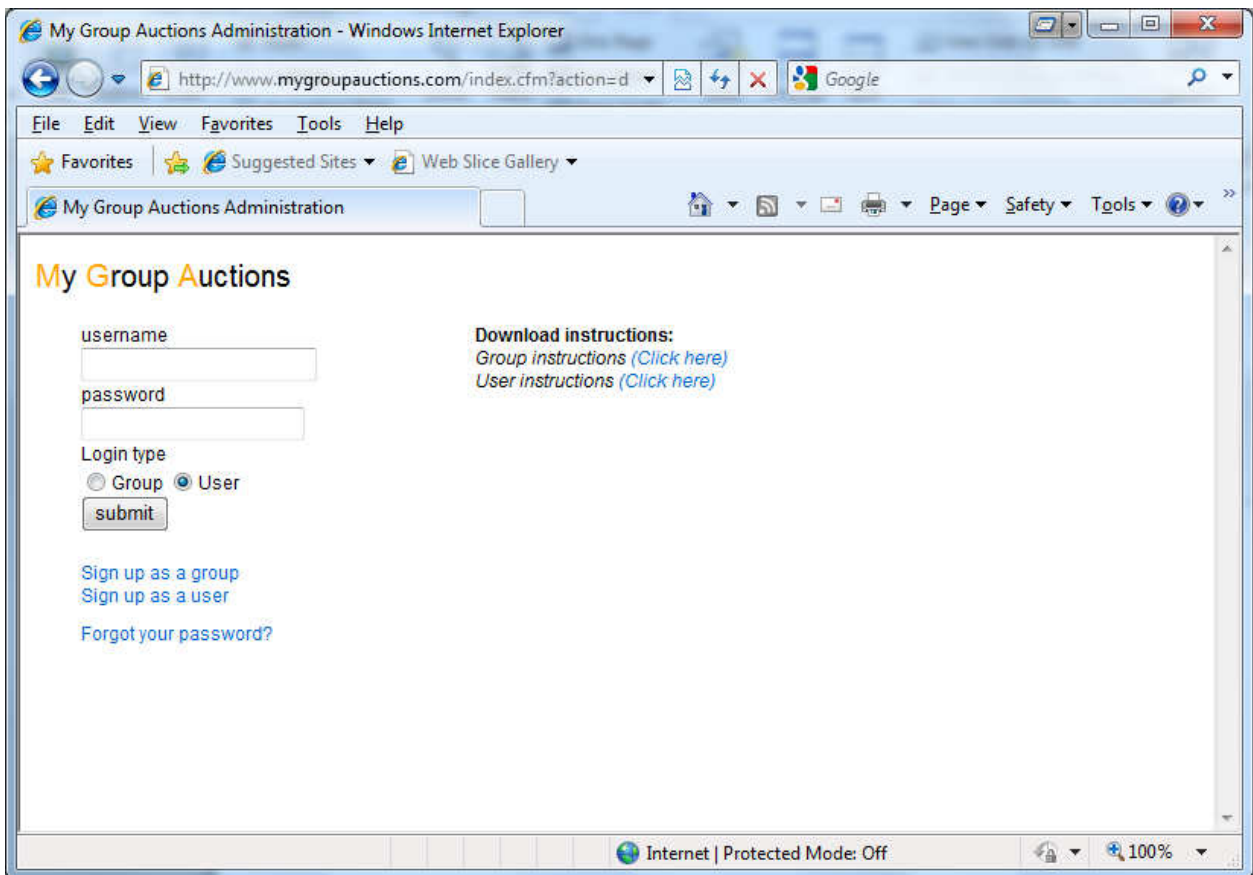 My Group Auctions Administration - Windows Internet Explorer
http://www.mygroupauctions.com/index.cfm?action=d
Google
File Edit View Favorites Tools Help
Favorites Suggested Sites Web Slice Gallery
My Group Auctions Administration
Page Safety Tools
My Group Auctions
username
password
Login type
Group User
submit
Sign up as a group
Sign up as a user
Forgot your password?
Download instructions:
Group instructions (Click here)
User instructions (Click here)
Internet | Protected Mode: Off
100%